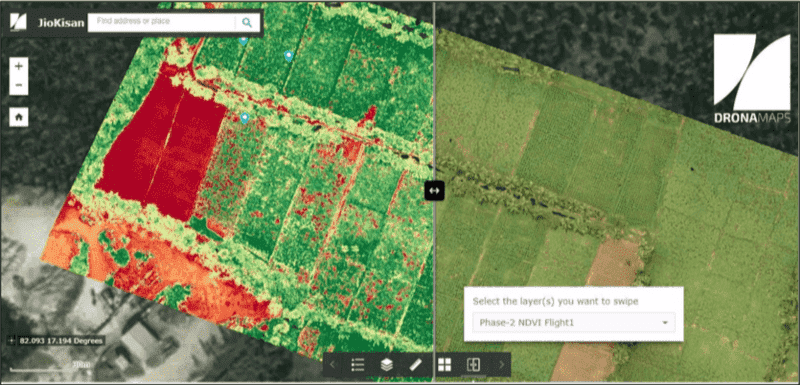 JioKisan
Find address or place
+
−
DRONAMAPS
Select the layer(s) you want to swipe
Phase-2 NDVI Flight1
82.093 17.194 Degrees